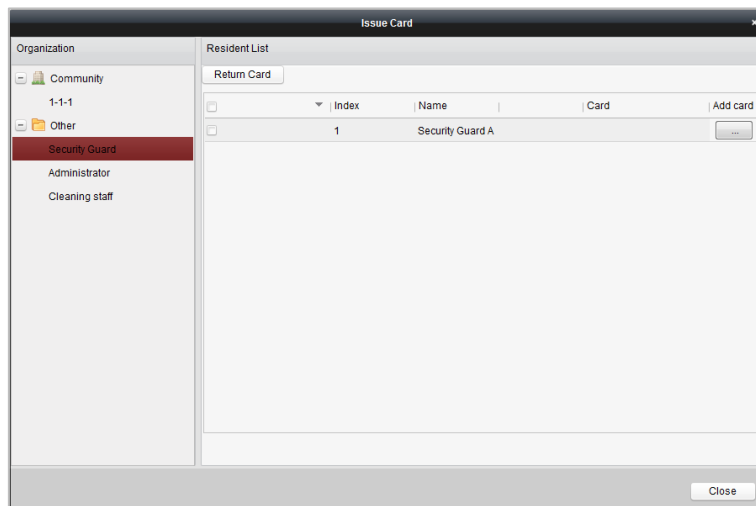 Issue Card
Organization
Resident List
Community
1-1-1
Other
Security Guard
Administrator
Cleaning staff
Return Card
Index Name Card Add card
1 Security Guard A ...
Close